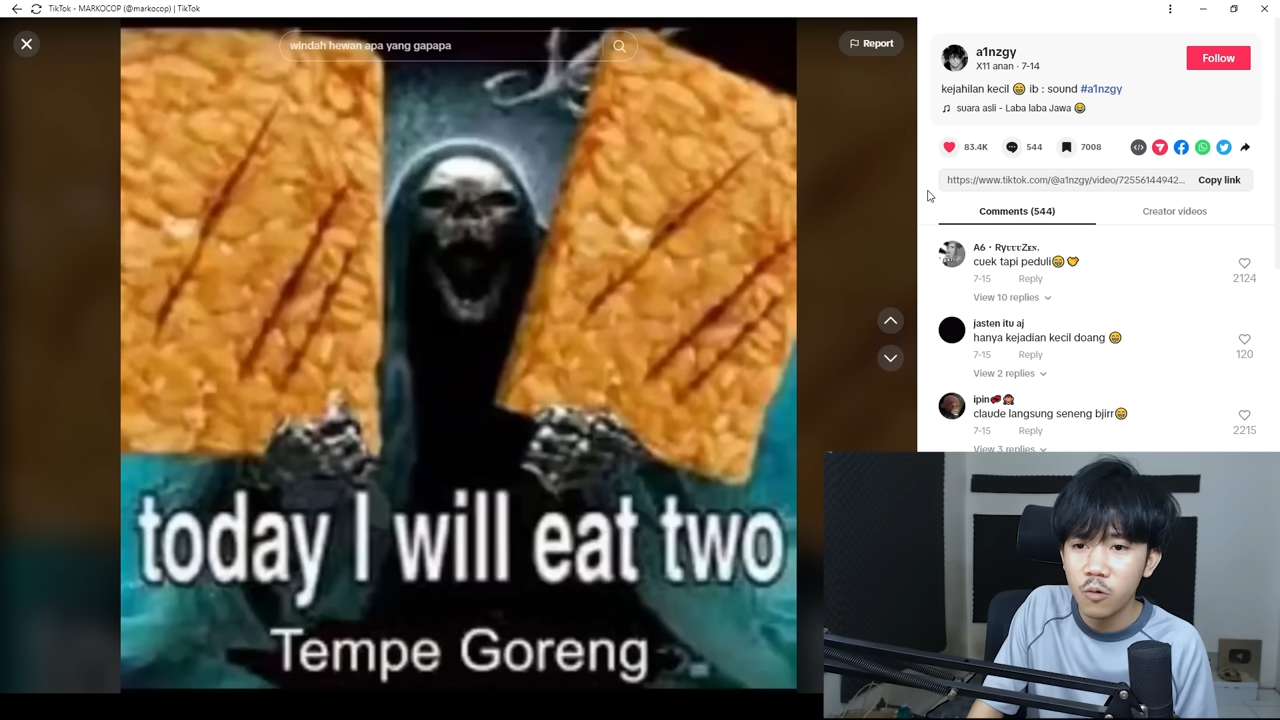 TikTok - MARKOCOP (@markocop) | TikTok
windah hewan apa yang gapapa
Report
today I will eat two
Tempe Goreng
a1nzgy
X11 anan · 7-14
Follow
kejahilan kecil 😁 ib : sound #a1nzgy
suara asli - Laba laba Jawa 😂
83.4K
544
7008
https://www.tiktok.com/@a1nzgy/video/72556144942...
Copy link
Comments (544)
Creator videos
cuek tapi peduli😂
2124
7-15
Reply
View 10 replies
jasten itu aj
hanya kejadian kecil doang 😁
120
7-15
Reply
View 2 replies
ipin
claude langsung seneng bjirr😂
2215
7-15
Reply
View 3 replies